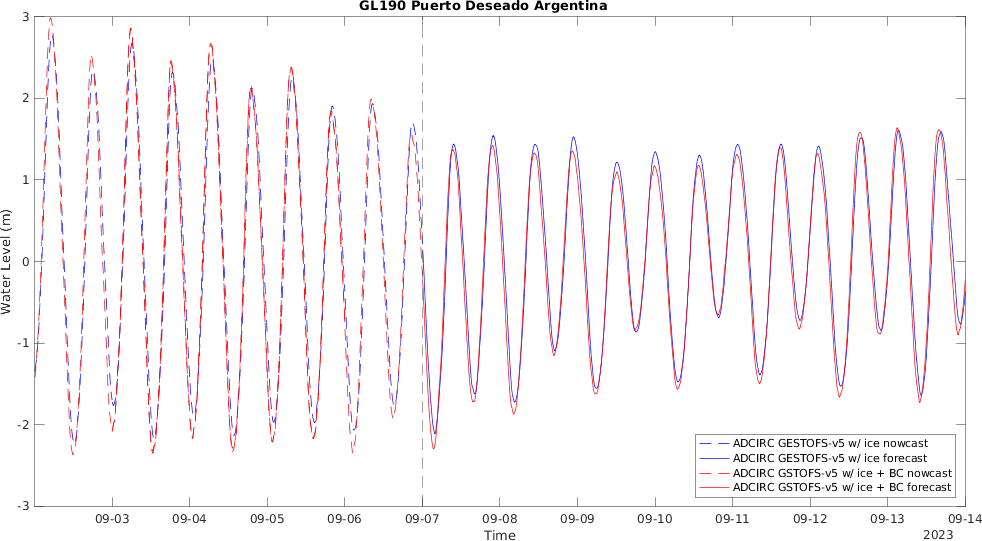 GL190 Puerto Deseado Argentina
3
2
1
0
-1
-2
-3
Water Level (m)
09-03
09-04
09-05
09-06
09-07
09-08
09-09
09-10
09-11
09-12
09-13
09-14
Time
2023
ADCIRC GESTOFS-v5 w/ ice nowcast
ADCIRC GESTOFS-v5 w/ ice forecast
ADCIRC GSTOFS-v5 w/ ice + BC nowcast
ADCIRC GSTOFS-v5 w/ ice + BC forecast